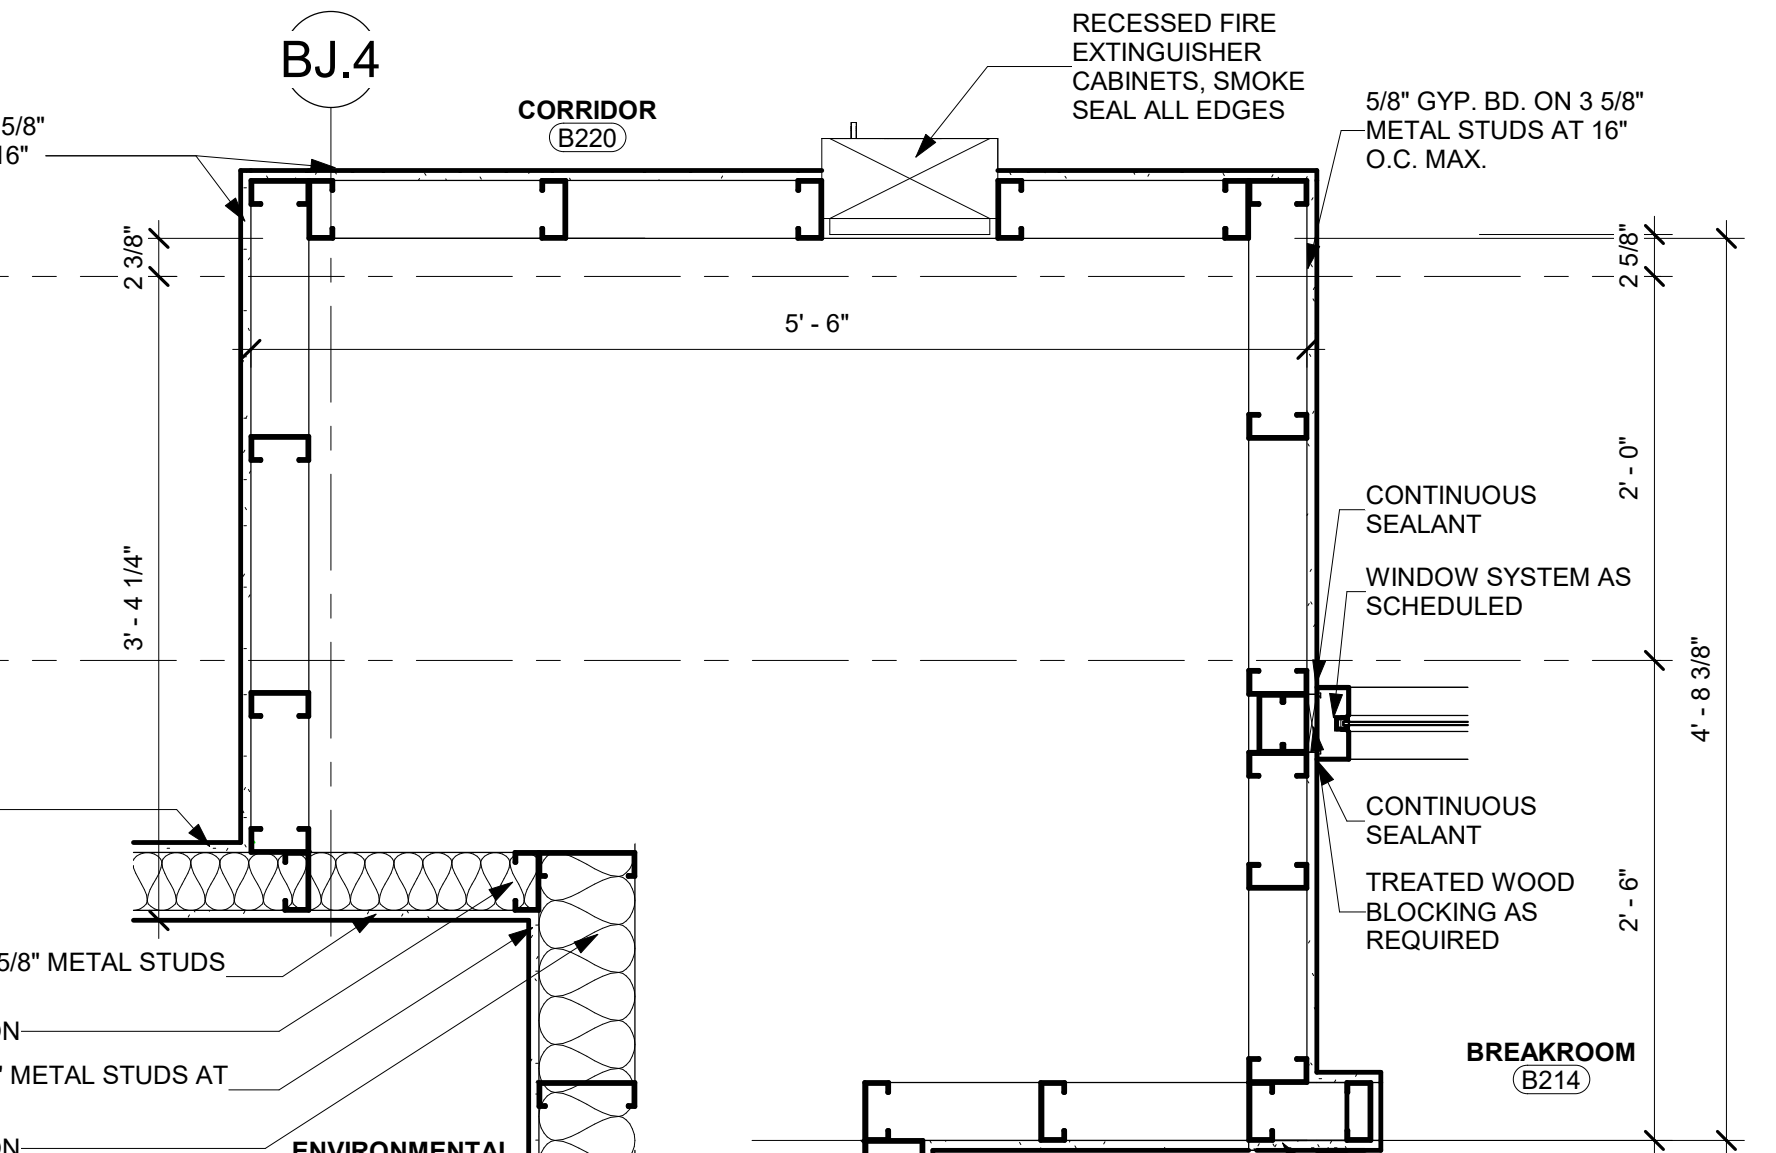 BJ.4
CORRIDOR
B220
RECESSED FIRE
EXTINGUISHER
CABINETS, SMOKE
SEAL ALL EDGES
5/8" GYP. BD. ON 3 5/8"
METAL STUDS AT 16"
O.C. MAX.
5/8"
16"
2 3/8"
2 5/8"
5' - 6"
2' - 0"
3' - 4 1/4"
CONTINUOUS
SEALANT
WINDOW SYSTEM AS
SCHEDULED
4' - 8 3/8"
CONTINUOUS
SEALANT
TREATED WOOD
BLOCKING AS
REQUIRED
2' - 6"
5/8" METAL STUDS
ON
" METAL STUDS AT
ON
BREAKROOM
B214
ENVIRONMENTAL